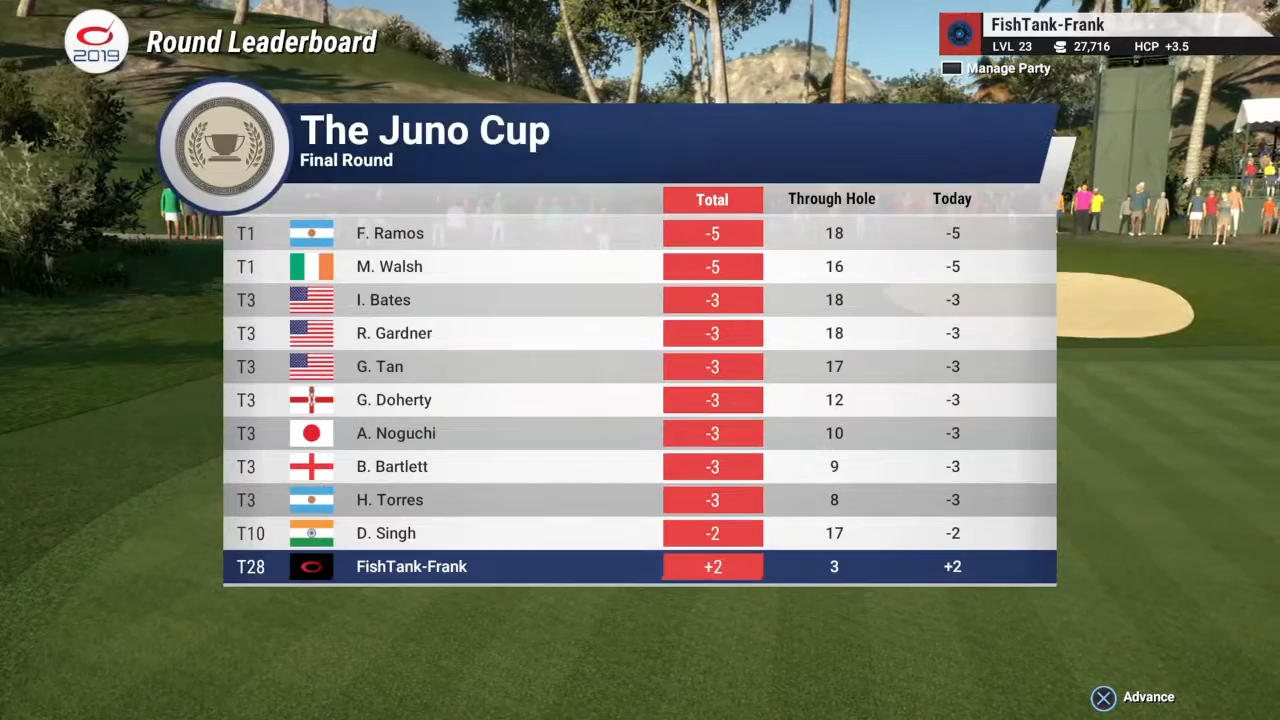 2019
Round Leaderboard
FishTank-Frank
LVL 23 27,716 HCP +3.5
Manage Party
The Juno Cup
Final Round
Total Through Hole Today
T1 F. Ramos -5 18 -5
T1 M. Walsh -5 16 -5
T3 I. Bates -3 18 -3
T3 R. Gardner -3 18 -3
T3 G. Tan -3 17 -3
T3 G. Doherty -3 12 -3
T3 A. Noguchi -3 10 -3
T3 B. Bartlett -3 9 -3
T3 H. Torres -3 8 -3
T10 D. Singh -2 17 -2
T28 FishTank-Frank +2 3 +2
Advance